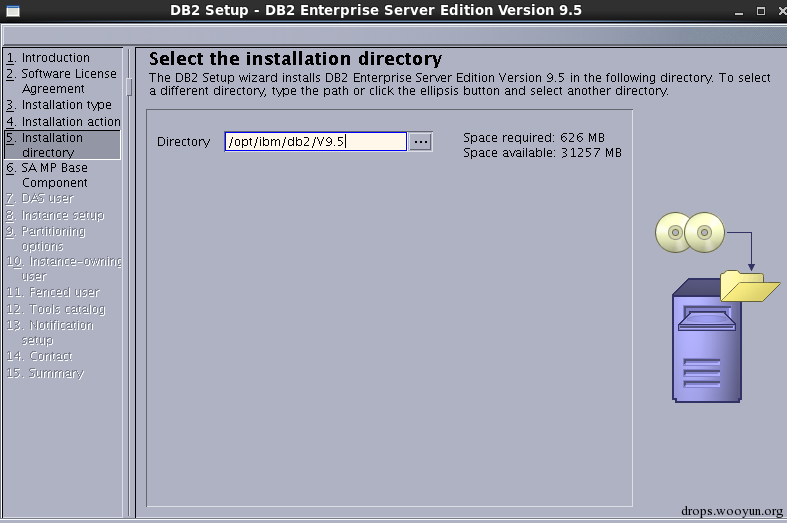 DB2 Setup - DB2 Enterprise Server Edition Version 9.5
1. Introduction
2. Software License
Agreement
3. Installation type
4. Installation action
5. Installation
directory
6. SA MP Base
Component
7. DAS user
8. Instance setup
9. Partitioning
options
10. Instance-owning
user
11. Fenced user
12. Tools catalog
13. Notification
setup
14. Contact
15. Summary
Select the installation directory
The DB2 Setup wizard installs DB2 Enterprise Server Edition Version 9.5 in the following directory. To select
a different directory, type the path or click the ellipsis button and select another directory.
Directory /opt/ibm/db2/V9.5 ...
Space required: 626 MB
Space available: 31257 MB
drops.wooyun.org